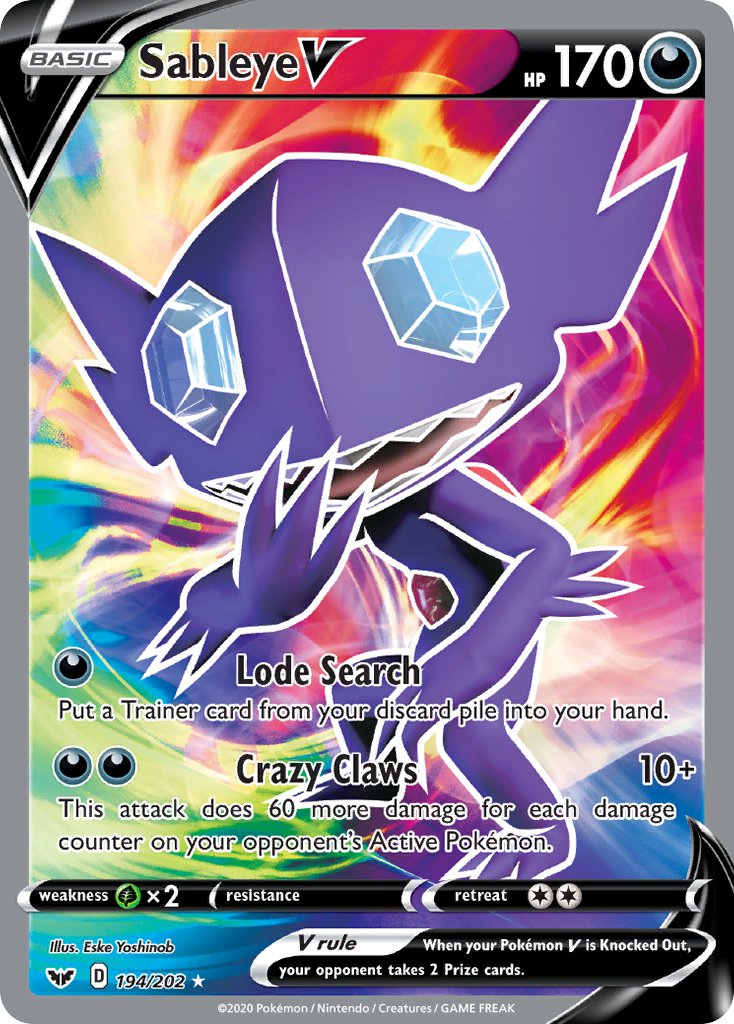 BASIC Sableye V HP 170
Lode Search
Put a Trainer card from your discard pile into your hand.
Crazy Claws 10+
This attack does 60 more damage for each damage
counter on your opponent's Active Pokémon.
weakness ×2 resistance retreat
Illus. Eske Yoshinob
V rule When your Pokémon V is Knocked Out,
your opponent takes 2 Prize cards.
D 194/202 ★
©2020 Pokémon / Nintendo / Creatures / GAME FREAK